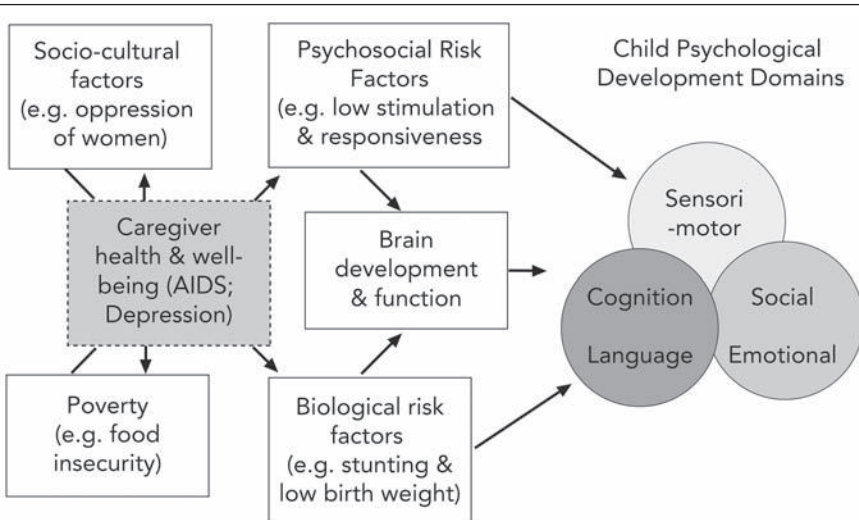 Socio-cultural
factors
(e.g. oppression
of women)
Psychosocial Risk
Factors
(e.g. low stimulation
& responsiveness
Child Psychological
Development Domains
Caregiver
health & well-
being (AIDS;
Depression)
Brain
development
& function
Sensori
-motor
Cognition
Language
Social
Emotional
Poverty
(e.g. food
insecurity)
Biological risk
factors
(e.g. stunting &
low birth weight)